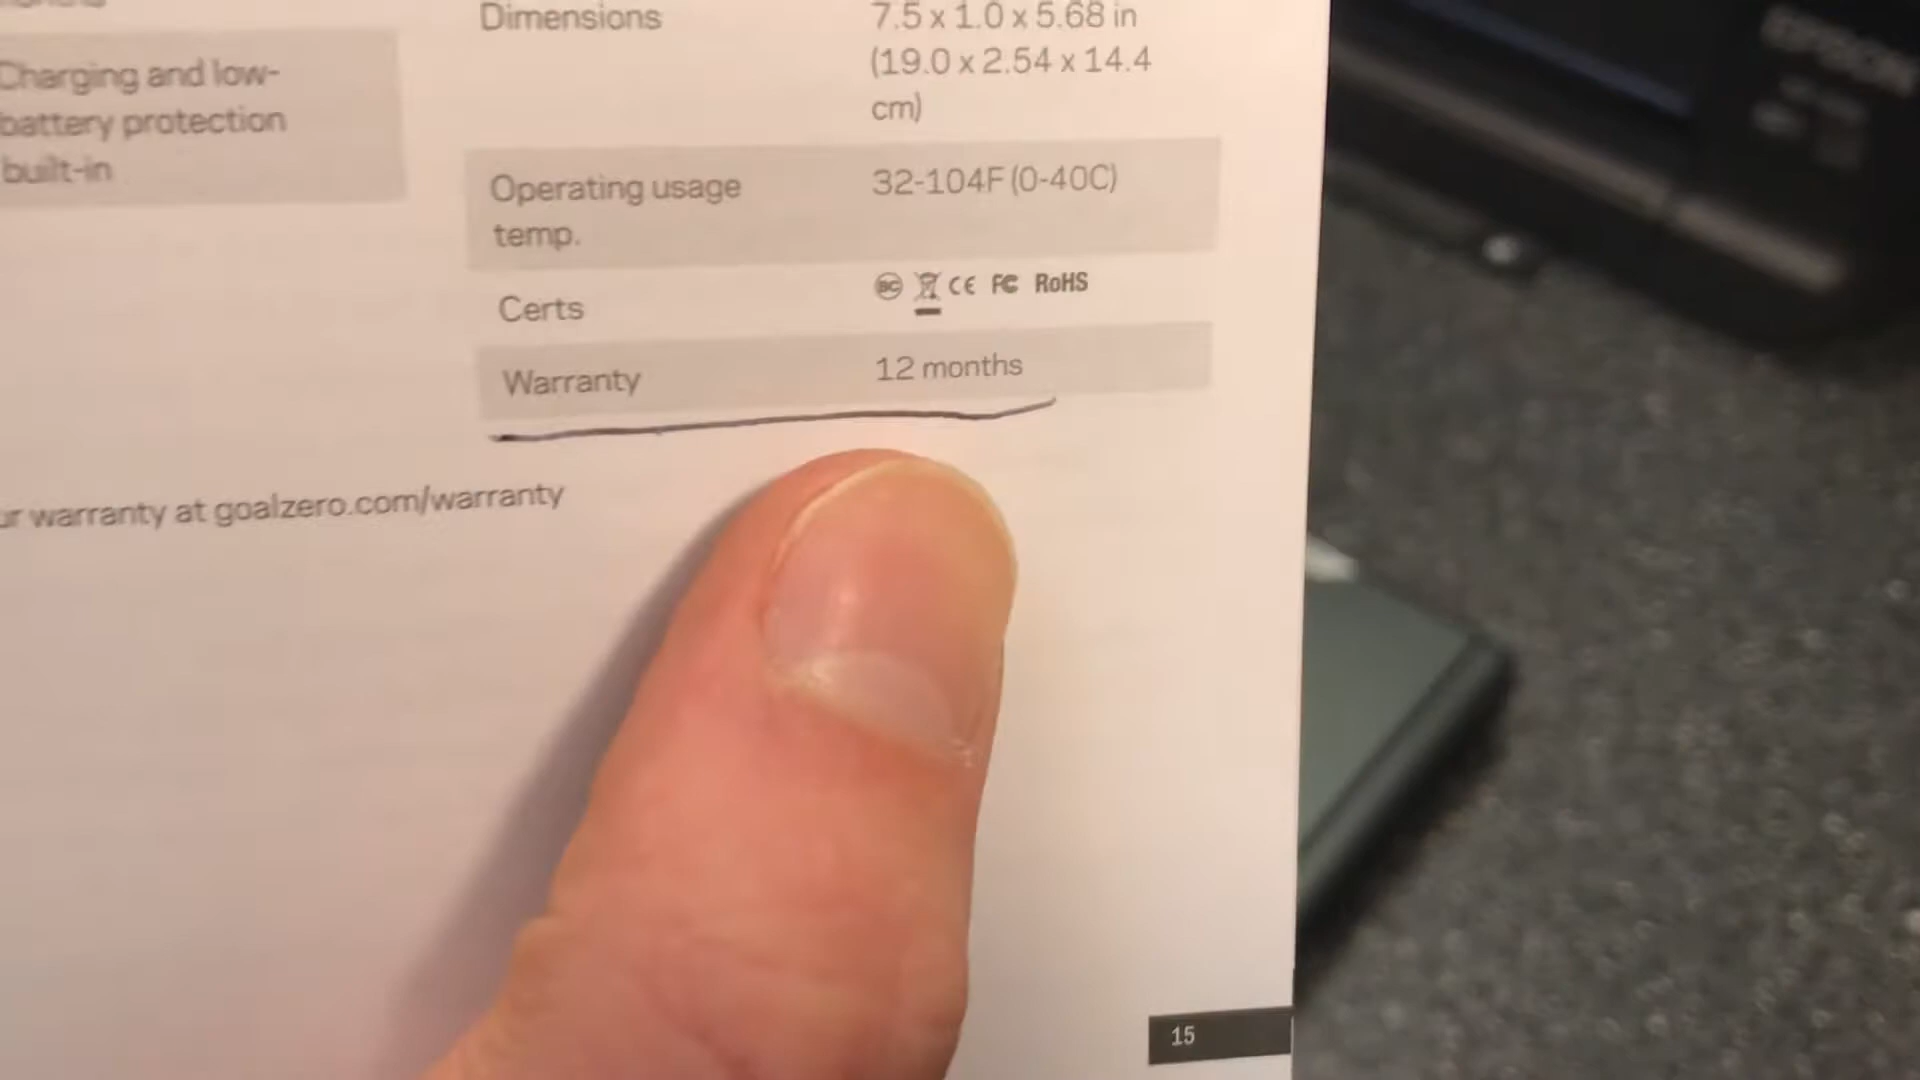 Charging and low-
battery protection
built-in
Dimensions
7.5 x 1.0 x 5.68 in
(19.0 x 2.54 x 14.4
cm)
Operating usage
temp.
32-104F (0-40C)
Certs
BC CE FC RoHS
Warranty
12 months
warranty at goalzero.com/warranty
15
EPSON